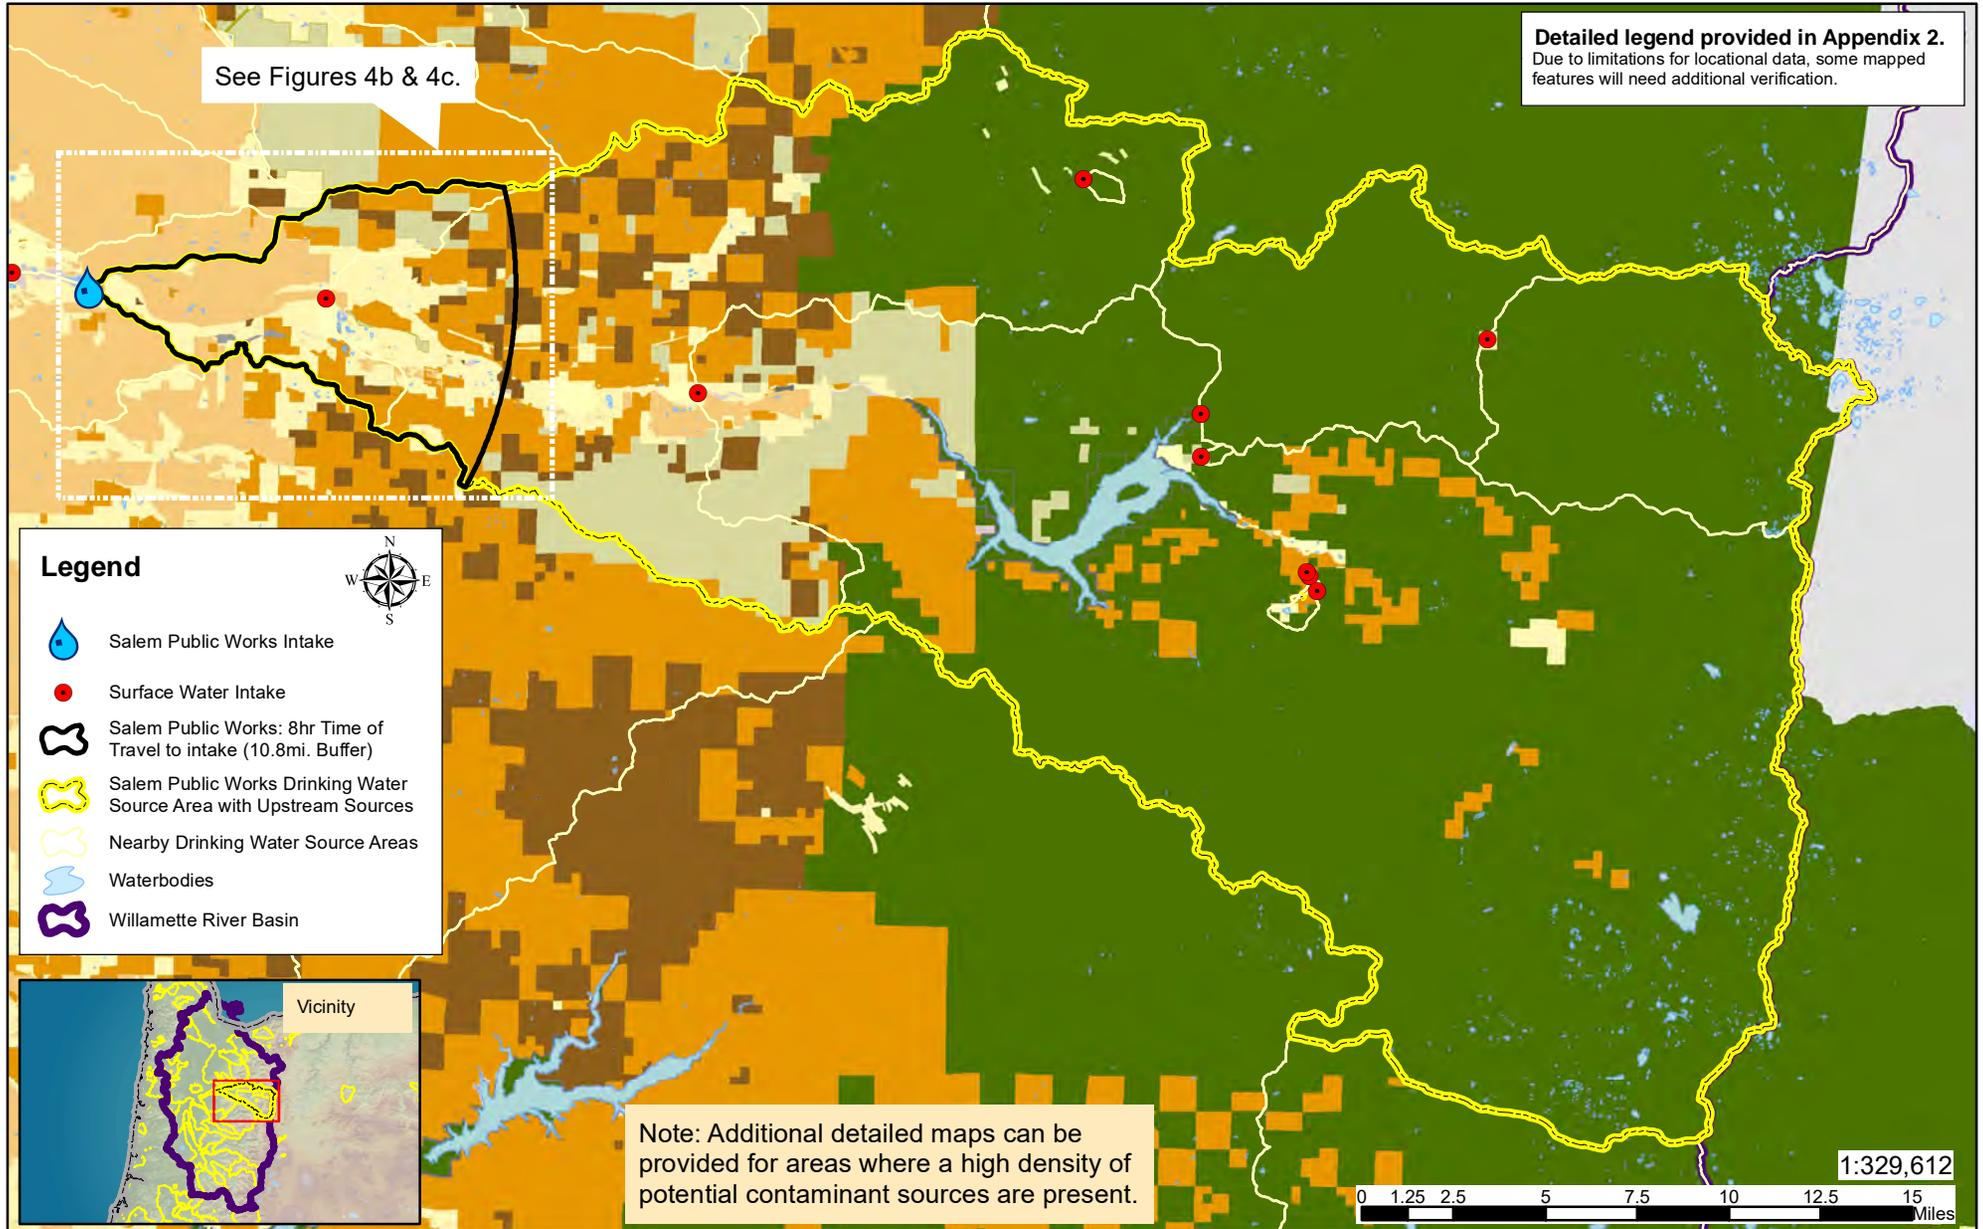 See Figures 4b & 4c.
Detailed legend provided in Appendix 2.
Due to limitations for locational data, some mapped
features will need additional verification.
Legend
N
W E
S
Salem Public Works Intake
Surface Water Intake
Salem Public Works: 8hr Time of
Travel to intake (10.8mi. Buffer)
Salem Public Works Drinking Water
Source Area with Upstream Sources
Nearby Drinking Water Source Areas
Waterbodies
Willamette River Basin
Vicinity
Note: Additional detailed maps can be
provided for areas where a high density of
potential contaminant sources are present.
1:329,612
0 1.25 2.5 5 7.5 10 12.5 15
Miles